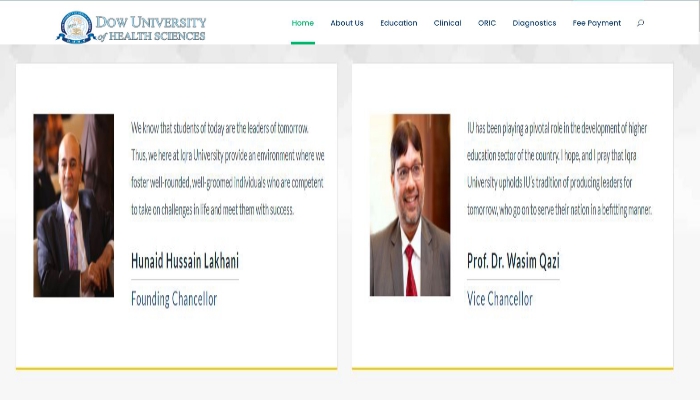 DOW UNIVERSITY
of HEALTH SCIENCES
Home About Us Education Clinical ORIC Diagnostics Fee Payment
We know that students of today are the leaders of tomorrow.
Thus, we here at Iqra University provide an environment where we
foster well-rounded, well-groomed individuals who are competent
to take on challenges in life and meet them with success.
Hunaid Hussain Lakhani
Founding Chancellor
IU has been playing a pivotal role in the development of higher
education sector of the country. I hope, and I pray that Iqra
University upholds IU's tradition of producing leaders for
tomorrow, who go on to serve their nation in a befitting manner.
Prof. Dr. Wasim Qazi
Vice Chancellor